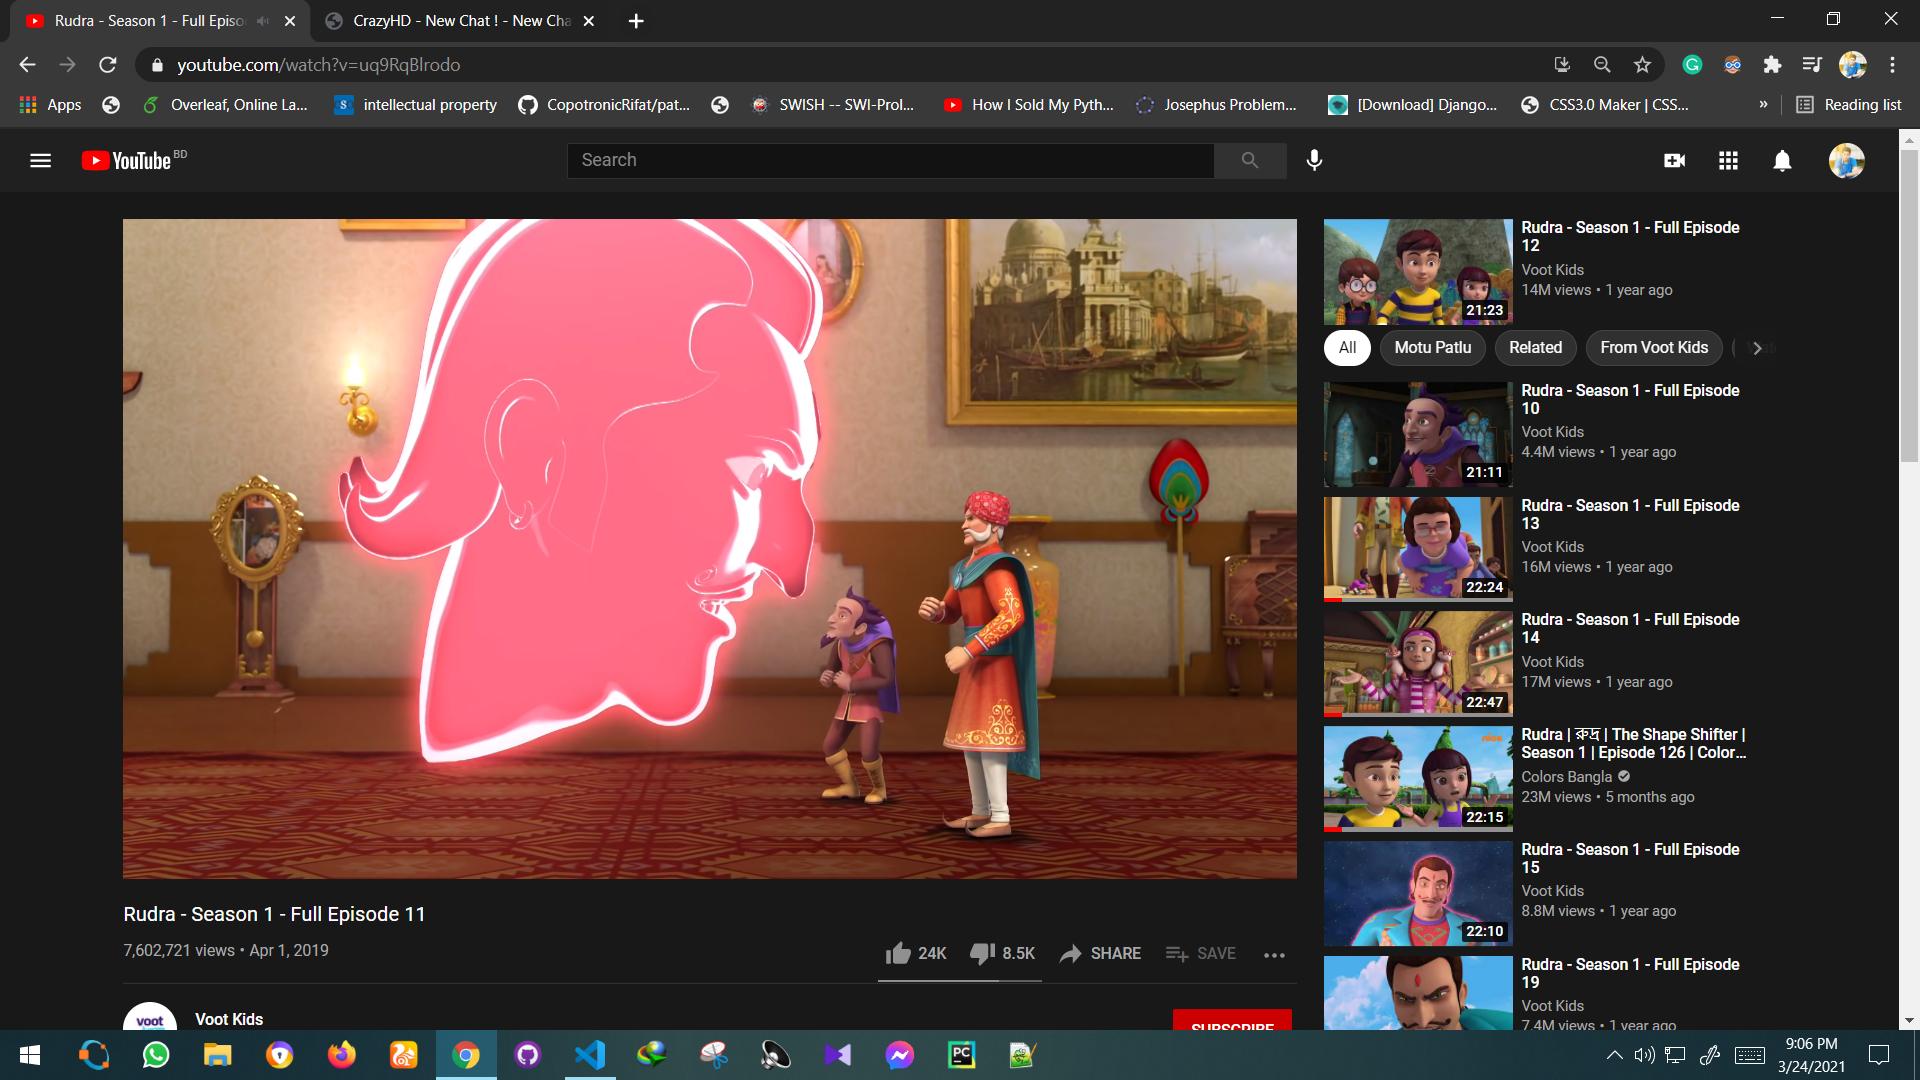 Rudra - Season 1 - Full Episo
CrazyHD - New Chat ! - New Cha
youtube.com/watch?v=uq9RqBlrodo
Apps
Overleaf, Online La...
intellectual property
CopotronicRifat/pat...
SWISH -- SWI-Prol...
How I Sold My Pyth...
Josephus Problem...
[Download] Django...
CSS3.0 Maker | CSS...
»
Reading list
YouTube BD
Search
Rudra - Season 1 - Full Episode
12
Voot Kids
14M views • 1 year ago
21:23
All
Motu Patlu
Related
From Voot Kids
Rudra - Season 1 - Full Episode
10
Voot Kids
4.4M views • 1 year ago
21:11
Rudra - Season 1 - Full Episode
13
Voot Kids
16M views • 1 year ago
22:24
Rudra - Season 1 - Full Episode
14
Voot Kids
17M views • 1 year ago
22:47
Rudra | রুদ্র | The Shape Shifter |
Season 1 | Episode 126 | Color...
Colors Bangla
23M views • 5 months ago
22:15
Rudra - Season 1 - Full Episode
15
Voot Kids
8.8M views • 1 year ago
22:10
Rudra - Season 1 - Full Episode
19
Voot Kids
7.4M views • 1 year ago
Rudra - Season 1 - Full Episode 11
7,602,721 views • Apr 1, 2019
24K
8.5K
SHARE
SAVE
voot
Voot Kids
SUBSCRIBE
PC
9:06 PM
3/24/2021